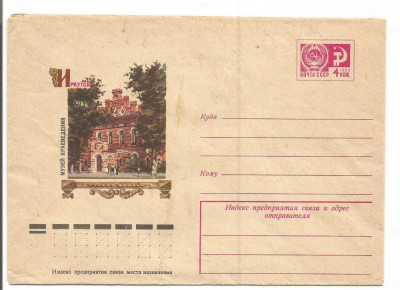 Иркутск
МУЗЕЙ КРАЕВЕДЕНИЯ
ПОЧТА СССР
4 КОП.
Куда
Кому
Индекс предприятия связи и адрес
отправителя
Индекс предприятия связи места назначения